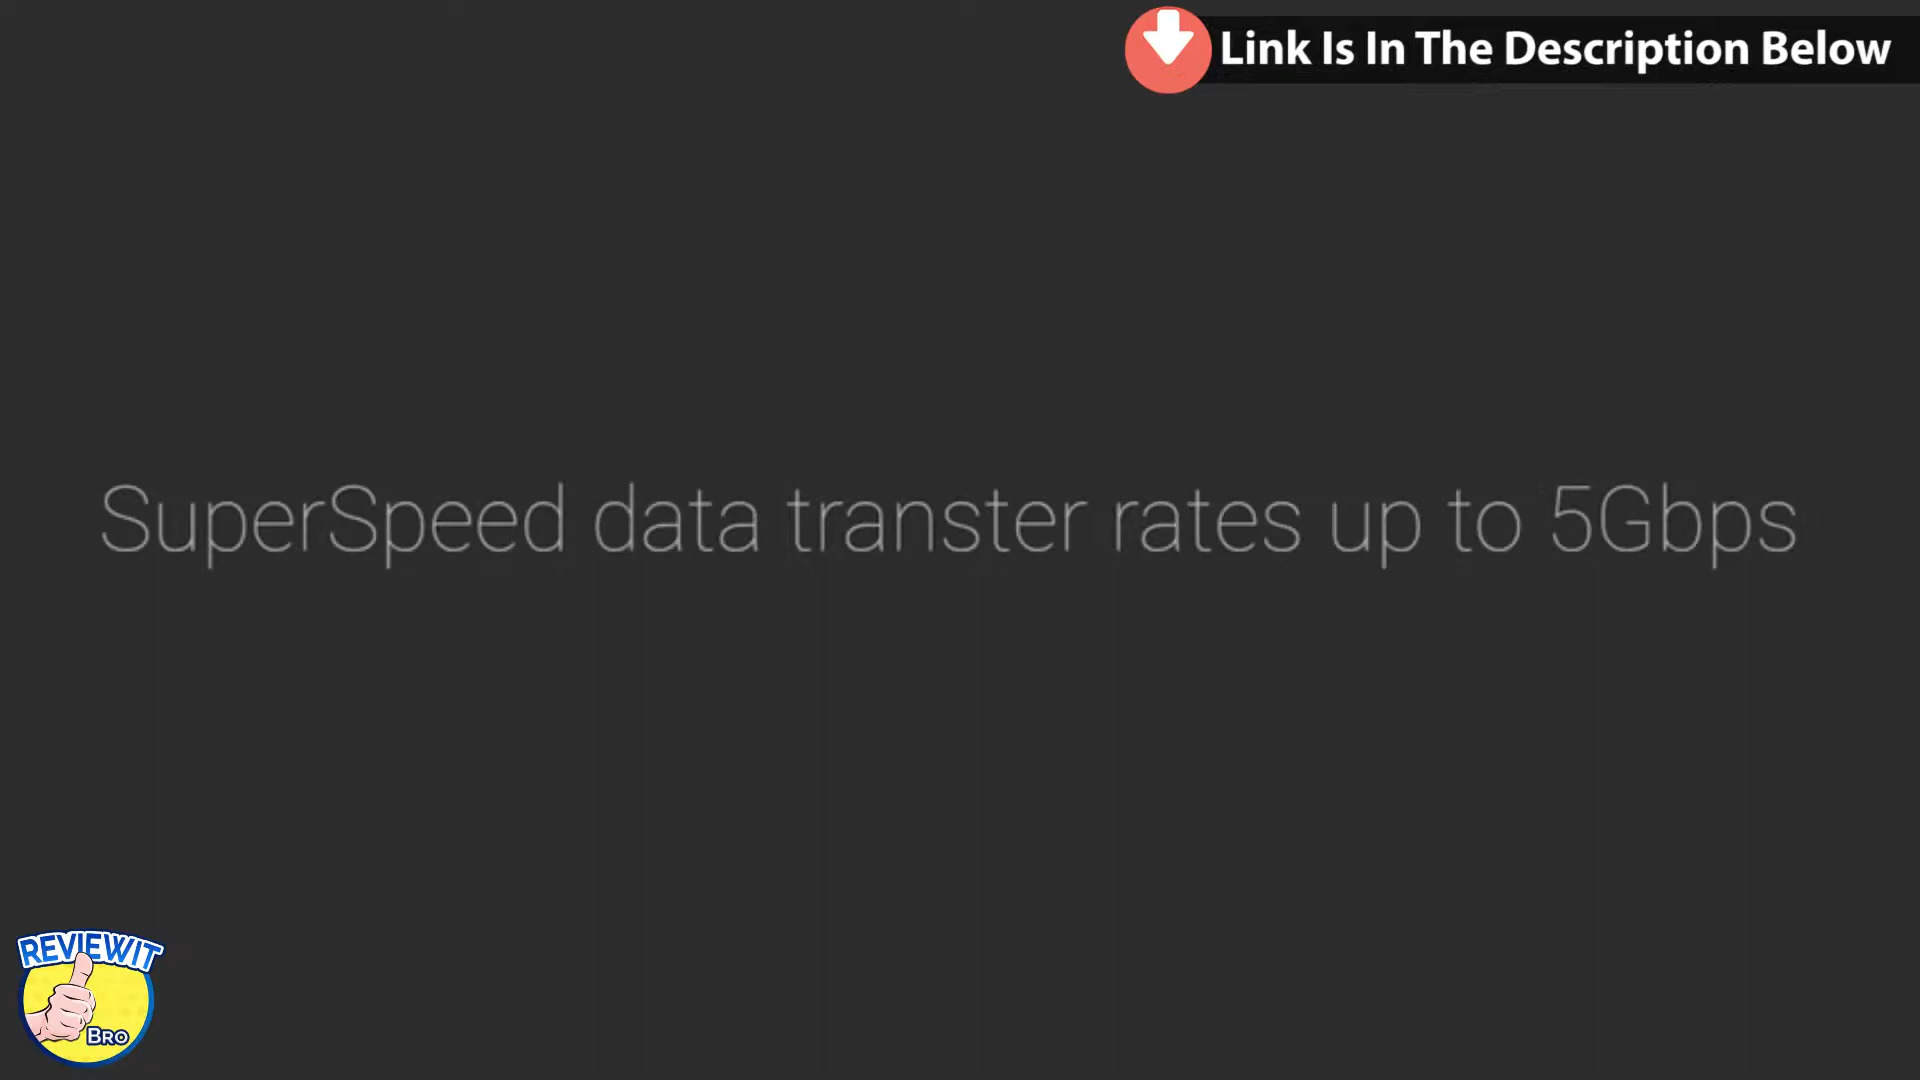 Link Is In The Description Below
SuperSpeed data transter rates up to 5Gbps
REVIEWIT
BRO